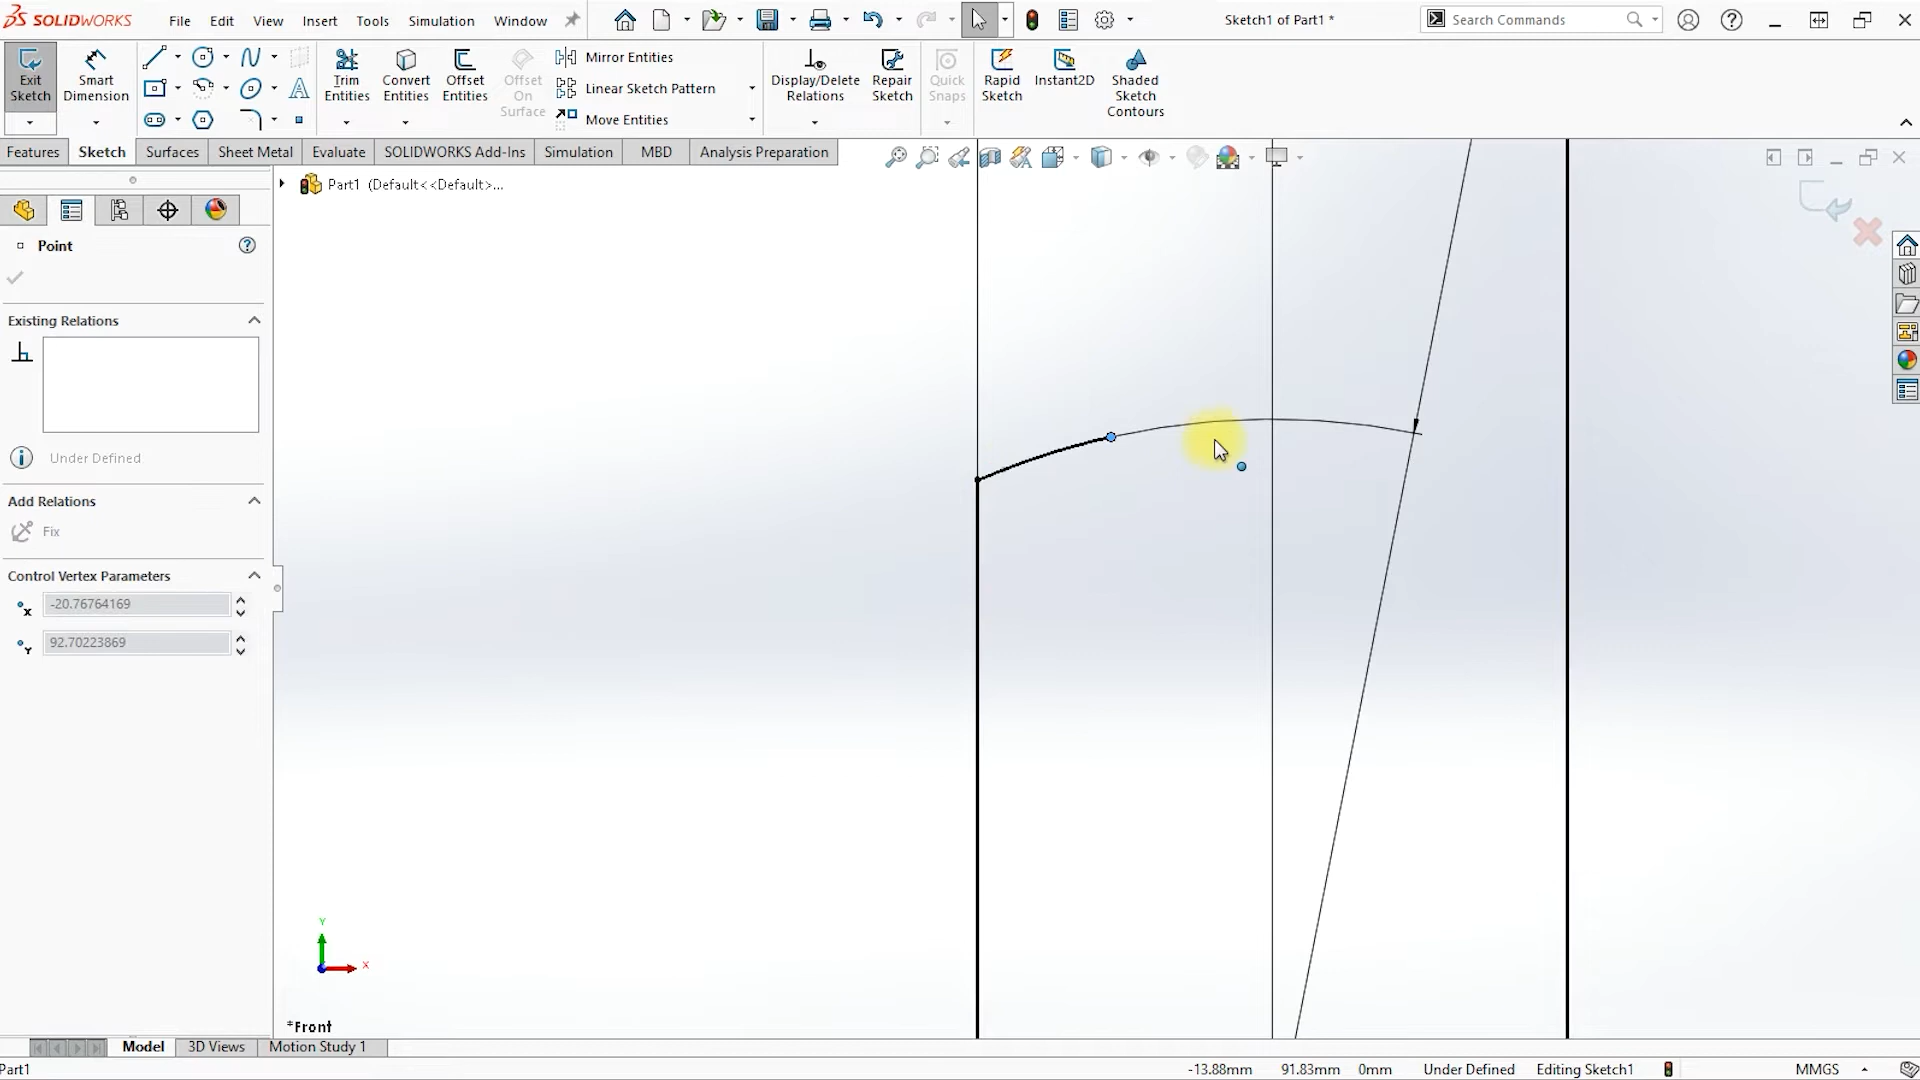 SOLIDWORKS
File Edit View Insert Tools Simulation Window
Sketch1 of Part1 *
Search Commands
Exit Sketch
Smart Dimension
Trim Entities
Convert Entities
Offset Entities
Offset On Surface
Mirror Entities
Linear Sketch Pattern
Move Entities
Display/Delete Relations
Repair Sketch
Quick Snaps
Rapid Sketch
Instant2D
Shaded Sketch Contours
Features Sketch Surfaces Sheet Metal Evaluate SOLIDWORKS Add-Ins Simulation MBD Analysis Preparation
Part1 (Default<<Default>...
Point
Existing Relations
Under Defined
Add Relations
Fix
Control Vertex Parameters
x -20.76764169
Y 92.70223869
Y
X
*Front
Model 3D Views Motion Study 1
Part1 -13.88mm 91.83mm 0mm Under Defined Editing Sketch1 MMGS